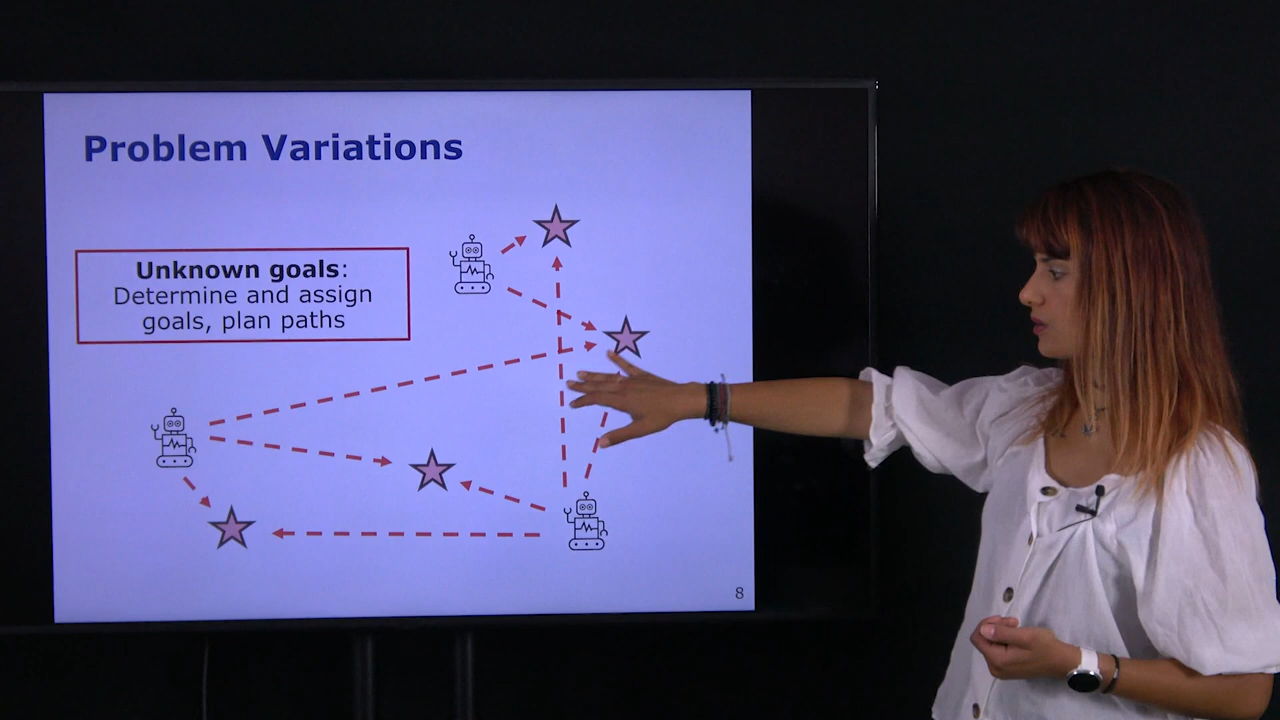 Problem Variations
Unknown goals:
Determine and assign
goals, plan paths
8